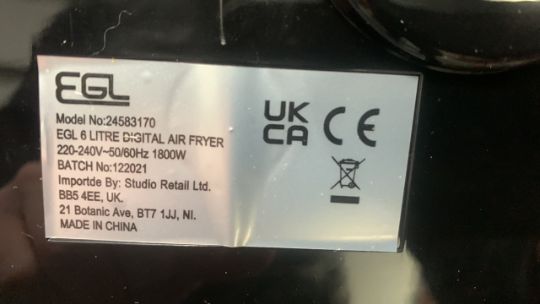 EGL
Model No:24583170
EGL 6 LITRE DIGITAL AIR FRYER
220-240V~50/60Hz 1800W
BATCH No:122021
Importde By: Studio Retail Ltd.
BB5 4EE, UK.
21 Botanic Ave, BT7 1JJ, NI.
MADE IN CHINA
UK
CA CE